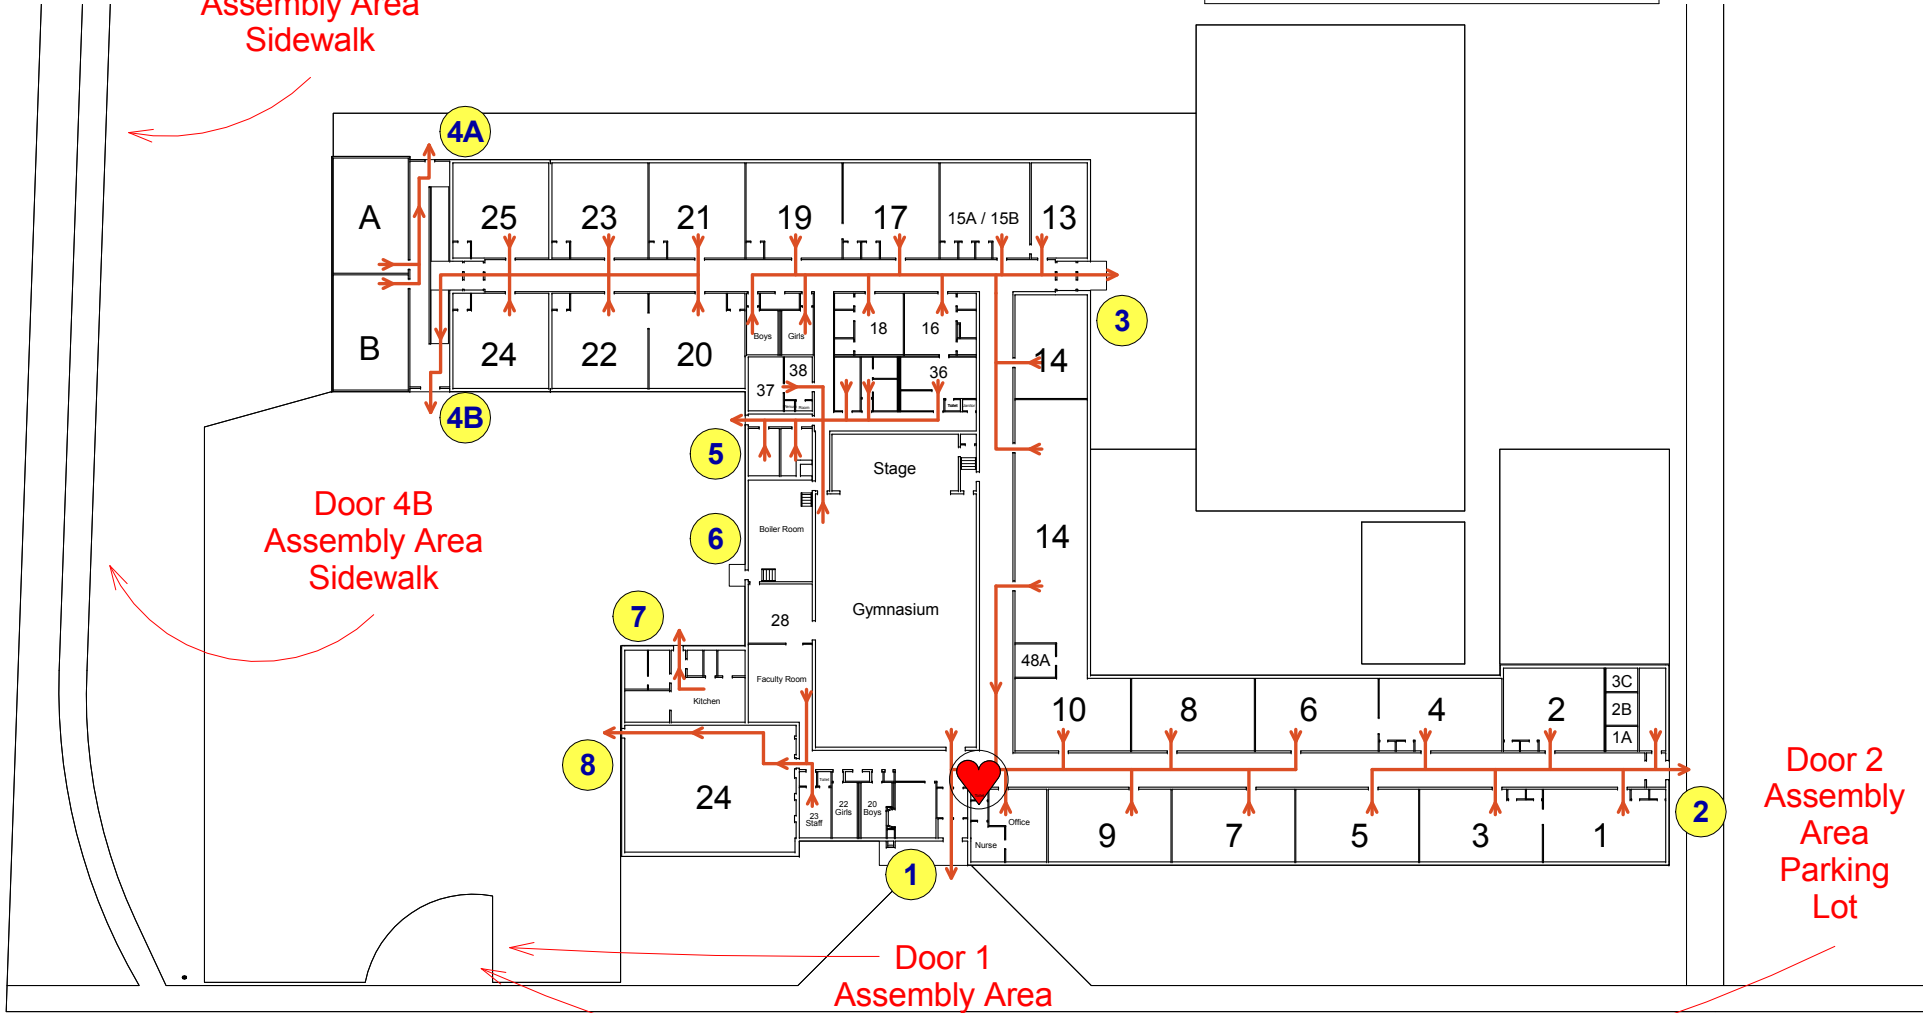 Assembly Area
Sidewalk
4A
A
25
23
21
19
17
15A / 15B
13
B
24
22
20
Boys
Girls
18
16
14
3
37
38
36
Room
Toilet
4B
5
Stage
Door 4B
Assembly Area
Sidewalk
6
Boiler Room
14
7
28
Gymnasium
48A
Faculty Room
Kitchen
10
8
6
4
2
3C
2B
1A
8
24
Toilet
23
Staff
22
Girls
20
Boys
Office
Nurse
9
7
5
3
1
2
Door 2
Assembly
Area
Parking
Lot
1
Door 1
Assembly Area